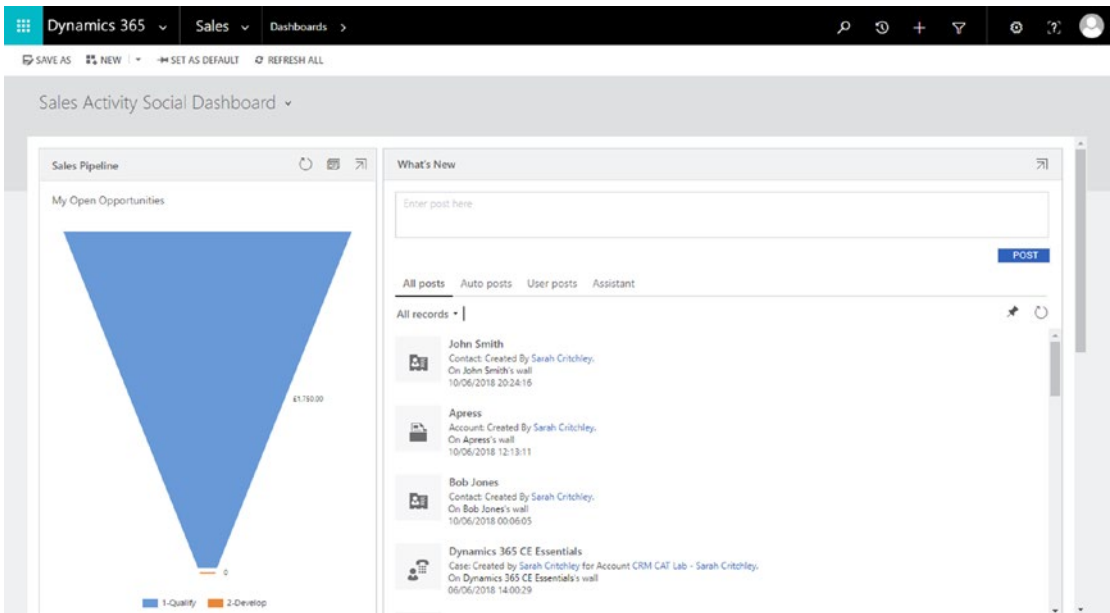 Dynamics 365 Sales Dashboards
SAVE AS NEW SET AS DEFAULT REFRESH ALL
Sales Activity Social Dashboard
Sales Pipeline
My Open Opportunities
£1,750.00
0
1-Qualify 2-Develop
What's New
Enter post here
POST
All posts Auto posts User posts Assistant
All records
John Smith
Contact: Created By Sarah Critchley.
On John Smith's wall
10/06/2018 20:24:16
Apress
Account: Created By Sarah Critchley.
On Apress's wall
10/06/2018 12:13:11
Bob Jones
Contact: Created By Sarah Critchley.
On Bob Jones's wall
10/06/2018 00:06:05
Dynamics 365 CE Essentials
Case: Created by Sarah Critchley for Account CRM CAT Lab - Sarah Critchley.
On Dynamics 365 CE Essentials's wall
06/06/2018 14:00:29